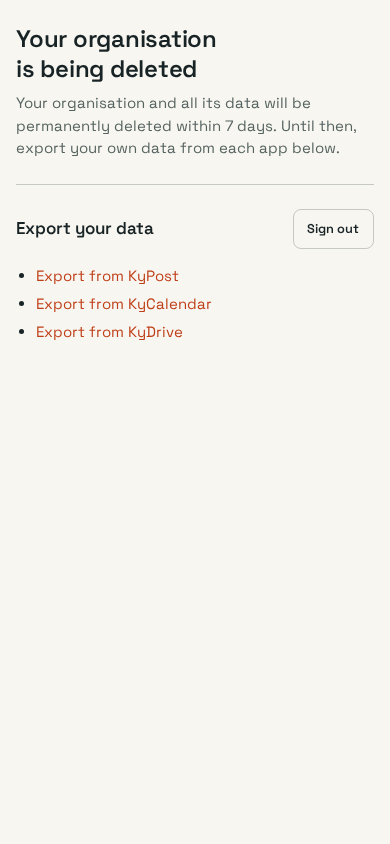 Your organisation
is being deleted
Your organisation and all its data will be
permanently deleted within 7 days. Until then,
export your own data from each app below.
Export your data
Sign out
Export from KyPost
Export from KyCalendar
Export from KyDrive